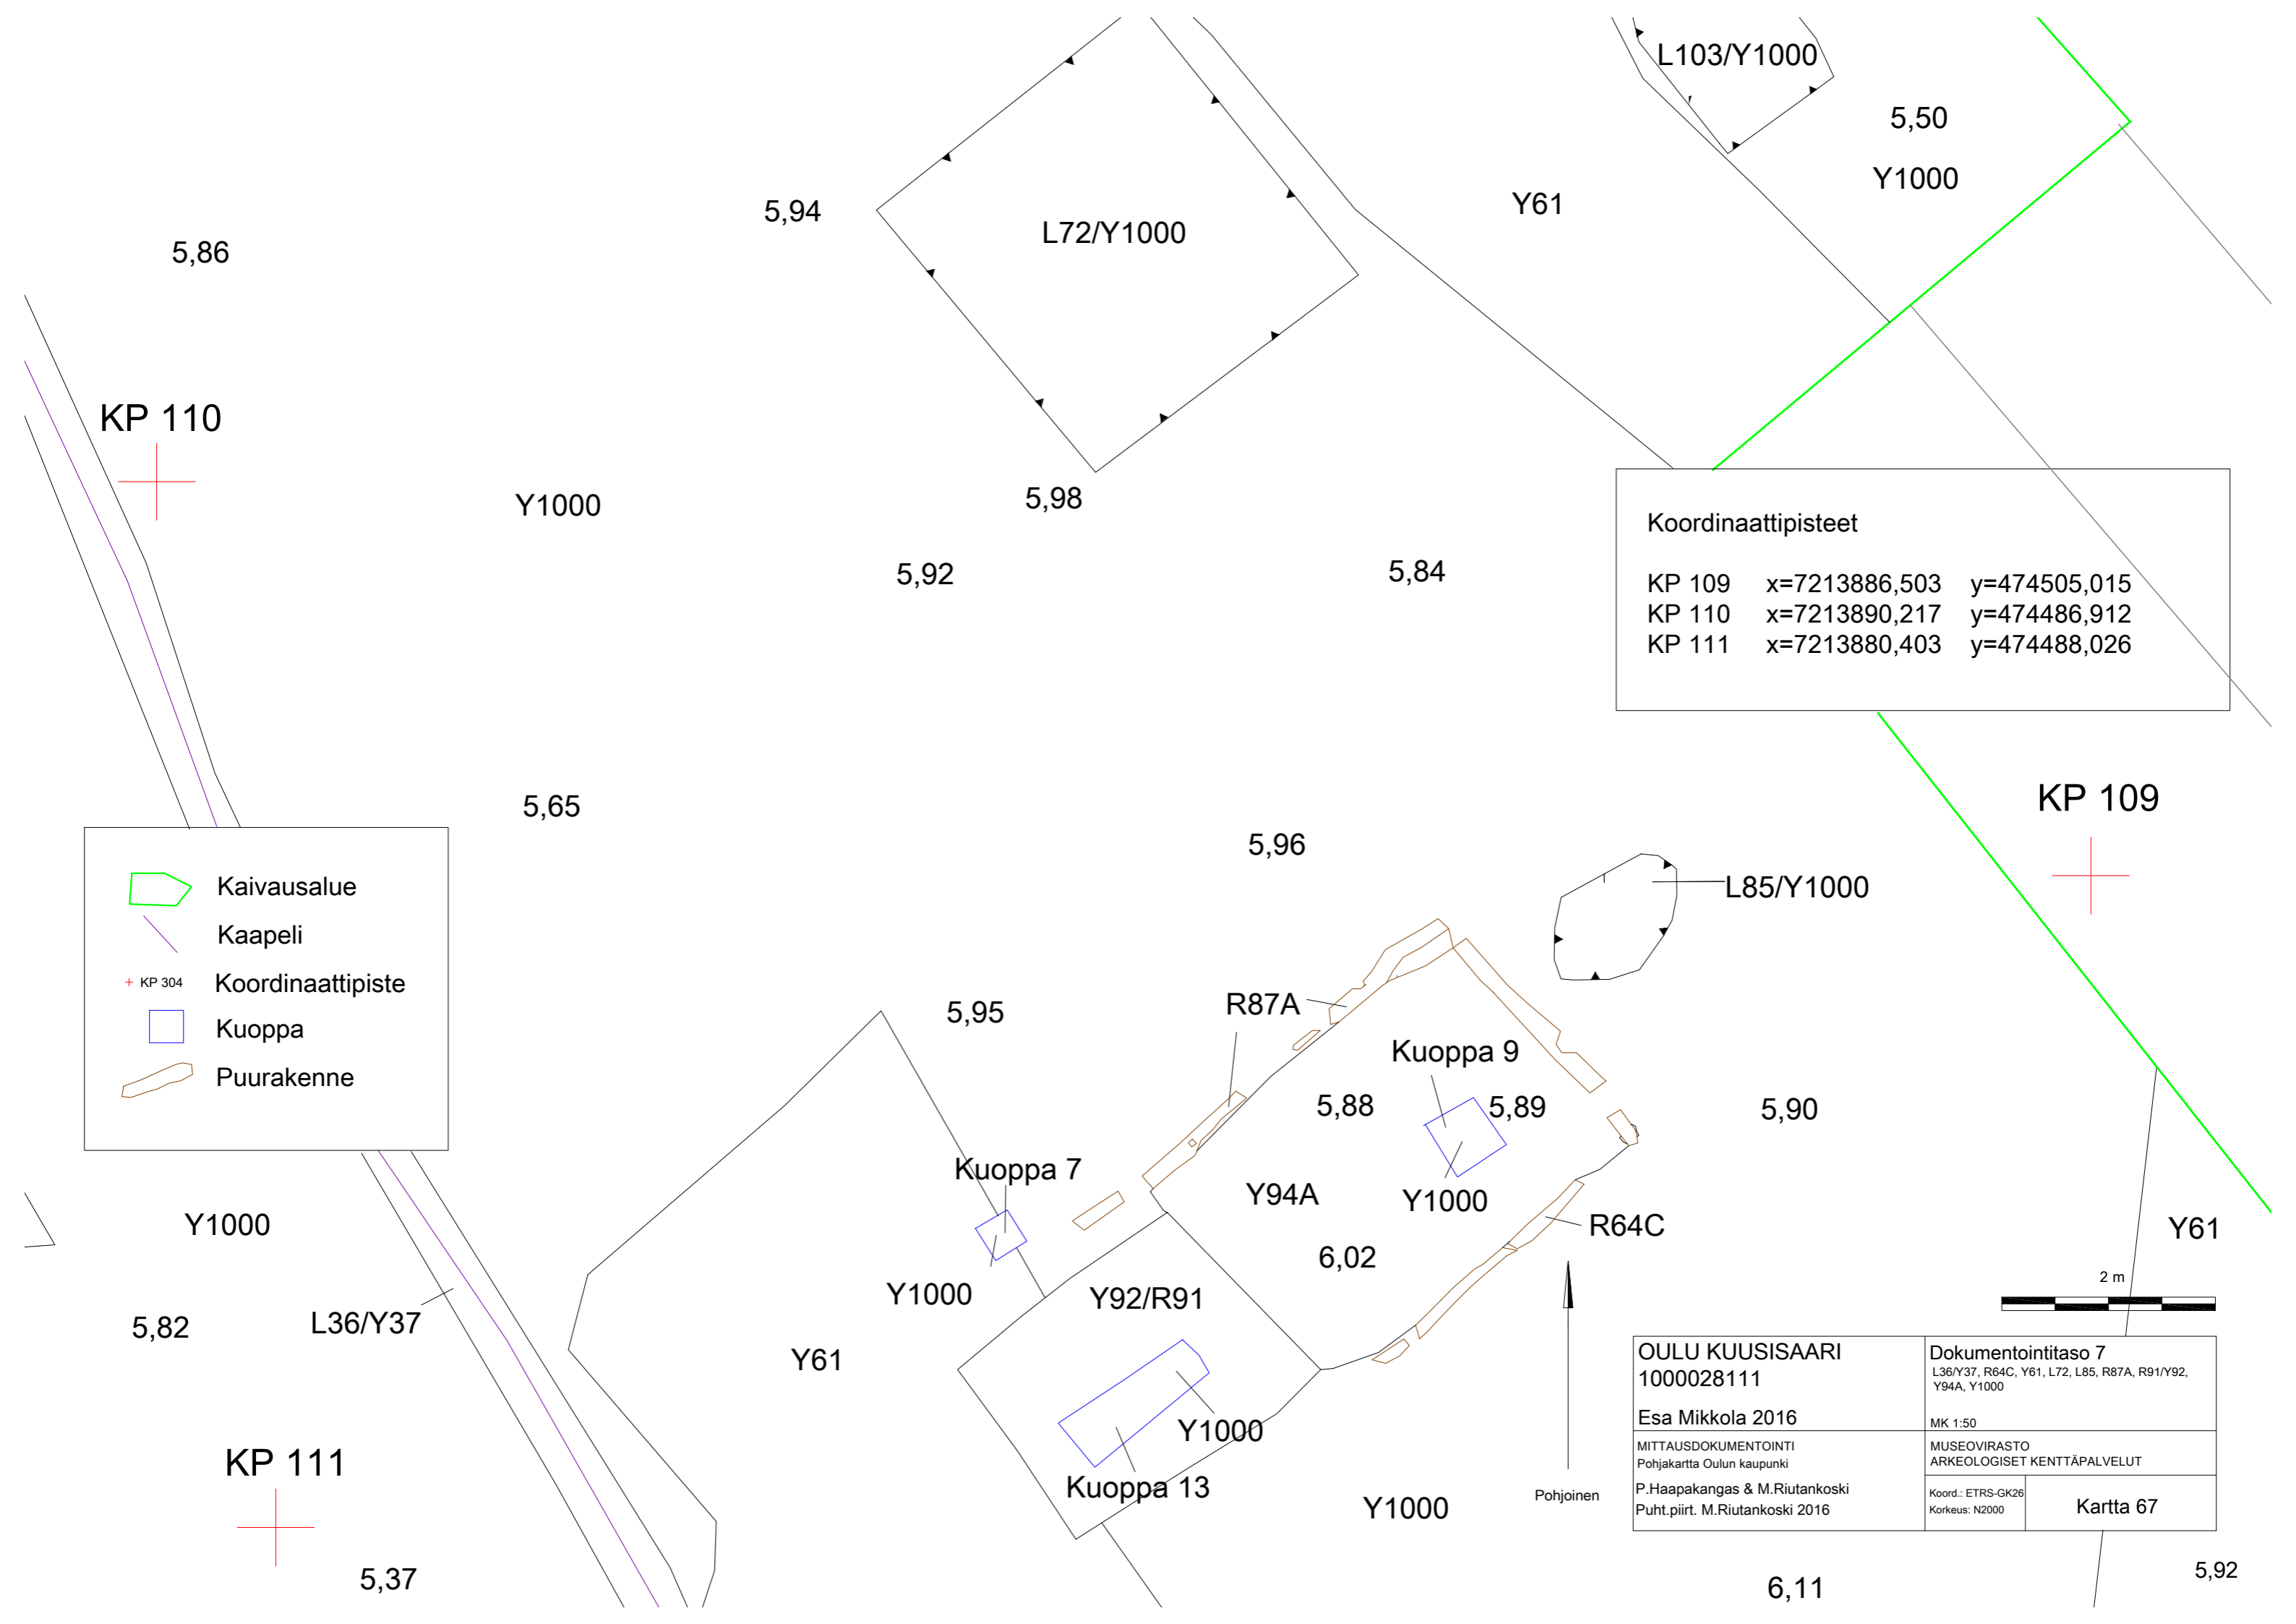 L103/Y1000
5,50
Y1000
Y61
5,94
L72/Y1000
5,86
KP 110
Y1000
5,98
5,92
5,84
Koordinaattipisteet
KP 109 x=7213886,503 y=474505,015
KP 110 x=7213890,217 y=474486,912
KP 111 x=7213880,403 y=474488,026
5,65
KP 109
5,96
L85/Y1000
Kaivausalue
Kaapeli
KP 304 Koordinaattipiste
Kuoppa
Puurakenne
5,95
R87A
Kuoppa 9
5,88
5,89
5,90
Kuoppa 7
Y94A
Y1000
R64C
Y61
Y1000
6,02
Y1000
Y92/R91
5,82
L36/Y37
Y61
2 m
Y1000
Kuoppa 13
KP 111
Y1000
5,37
Pohjoinen
OULU KUUSISAARI
1000028111
Esa Mikkola 2016
Dokumentointitaso 7
L36/Y37, R64C, Y61, L72, L85, R87A, R91/Y92,
Y94A, Y1000
MK 1:50
MITTAUSDOKUMENTOINTI
Pohjakartta Oulun kaupunki
P.Haapakangas & M.Riutankoski
Puht.piirt. M.Riutankoski 2016
MUSEOVIRASTO
ARKEOLOGISET KENTTÄPALVELUT
Koord.: ETRS-GK26
Korkeus: N2000
Kartta 67
5,92
6,11